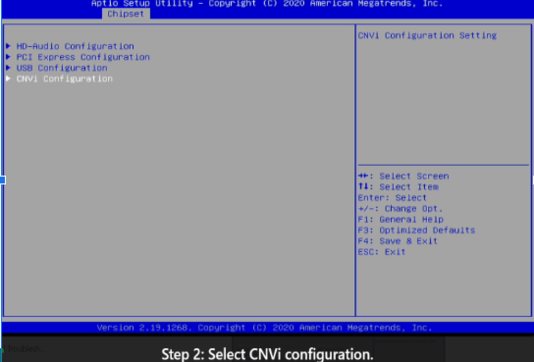 Aptio Setup Utility – Copyright (C) 2020 American Megatrends, Inc.
Chipset
HD-Audio Configuration
PCI Express Configuration
USB Configuration
CNVi Configuration
CNVi Configuration Setting
→←: Select Screen
↑↓: Select Item
Enter: Select
+/-: Change Opt.
F1: General Help
F3: Optimized Defaults
F4: Save & Exit
ESC: Exit
Version 2.19.1268. Copyright (C) 2020 American Megatrends, Inc.
Step 2: Select CNVi configuration.